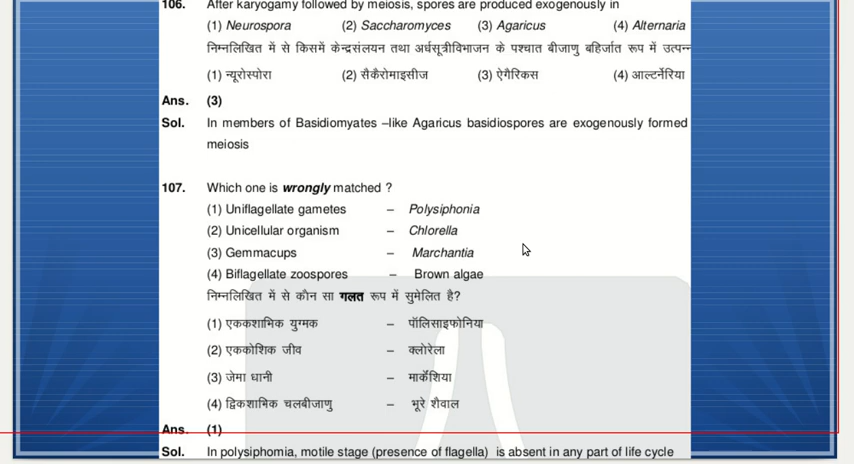 106. After karyogamy followed by meiosis, spores are produced exogenously in
(1) Neurospora (2) Saccharomyces (3) Agaricus (4) Alternaria
निम्नलिखित में से किसमें केन्द्रसंलयन तथा अर्धसूत्रीविभाजन के पश्चात बीजाणु बहिर्जात रूप में उत्पन्न
(1) न्यूरोस्पोरा (2) सैकैरोमाइसीज (3) ऐगैरिकस (4) आल्टर्नेरिया
Ans. (3)
Sol. In members of Basidiomyates –like Agaricus basidiospores are exogenously formed
meiosis
107. Which one is wrongly matched ?
(1) Uniflagellate gametes – Polysiphonia
(2) Unicellular organism – Chlorella
(3) Gemmacups – Marchantia
(4) Biflagellate zoospores – Brown algae
निम्नलिखित में से कौन सा गलत रूप में सुमेलित है?
(1) एककशाभिक युग्मक – पॉलिसाइफोनिया
(2) एककोशिक जीव – क्लोरेला
(3) जेमा धानी – मार्केंशिया
(4) द्विकशाभिक चलबीजाणु – भूरे शैवाल
Ans. (1)
Sol. In polysiphomia, motile stage (presence of flagella) is absent in any part of life cycle